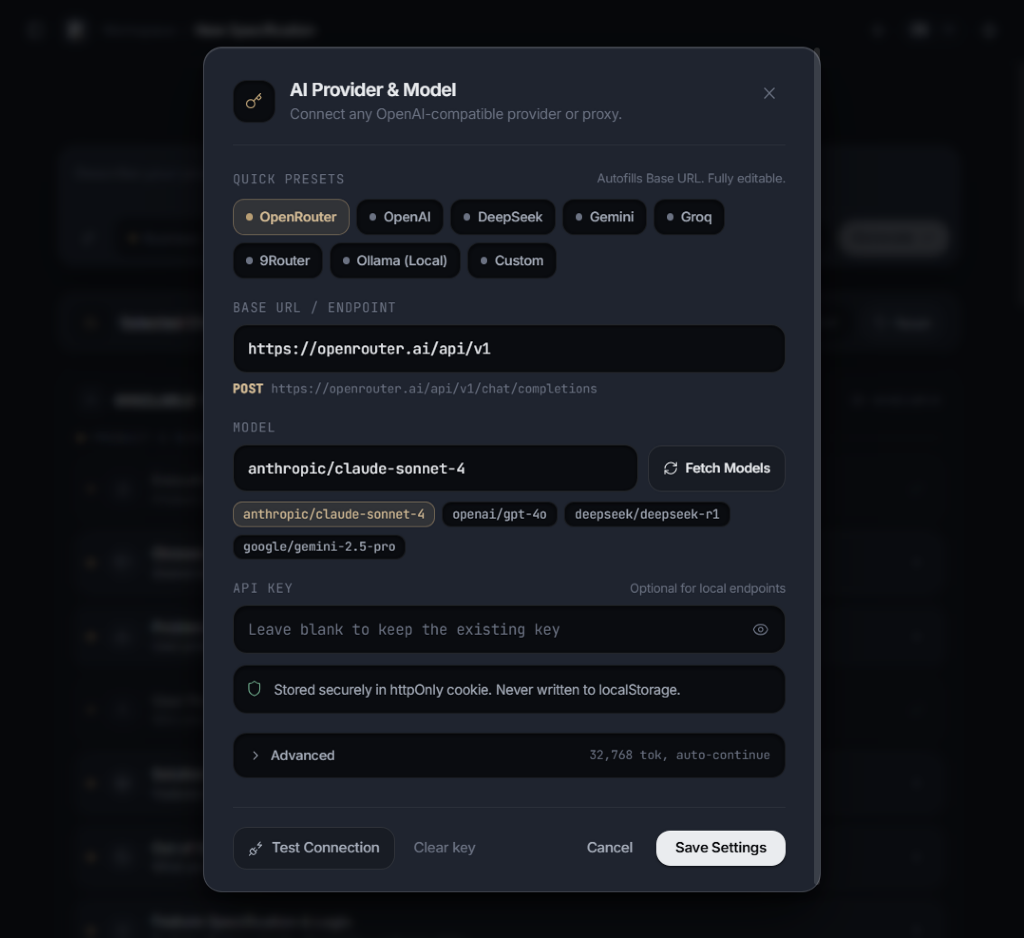 AI Provider & Model
Connect any OpenAI-compatible provider or proxy.
QUICK PRESETS
Autofills Base URL. Fully editable.
OpenRouter
OpenAI
DeepSeek
Gemini
Groq
9Router
Ollama (Local)
Custom
BASE URL / ENDPOINT
https://openrouter.ai/api/v1
POST https://openrouter.ai/api/v1/chat/completions
MODEL
anthropic/claude-sonnet-4
Fetch Models
anthropic/claude-sonnet-4
openai/gpt-4o
deepseek/deepseek-r1
google/gemini-2.5-pro
API KEY
Optional for local endpoints
Leave blank to keep the existing key
Stored securely in httpOnly cookie. Never written to localStorage.
Advanced
32,768 tok, auto-continue
Test Connection
Clear key
Cancel
Save Settings